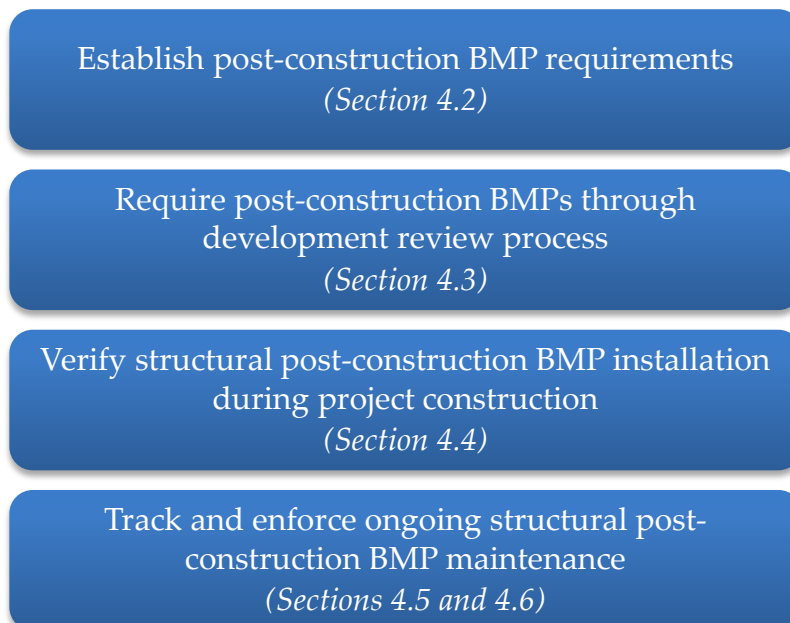 Establish post-construction BMP requirements
(Section 4.2)
Require post-construction BMPs through
development review process
(Section 4.3)
Verify structural post-construction BMP installation
during project construction
(Section 4.4)
Track and enforce ongoing structural post-
construction BMP maintenance
(Sections 4.5 and 4.6)